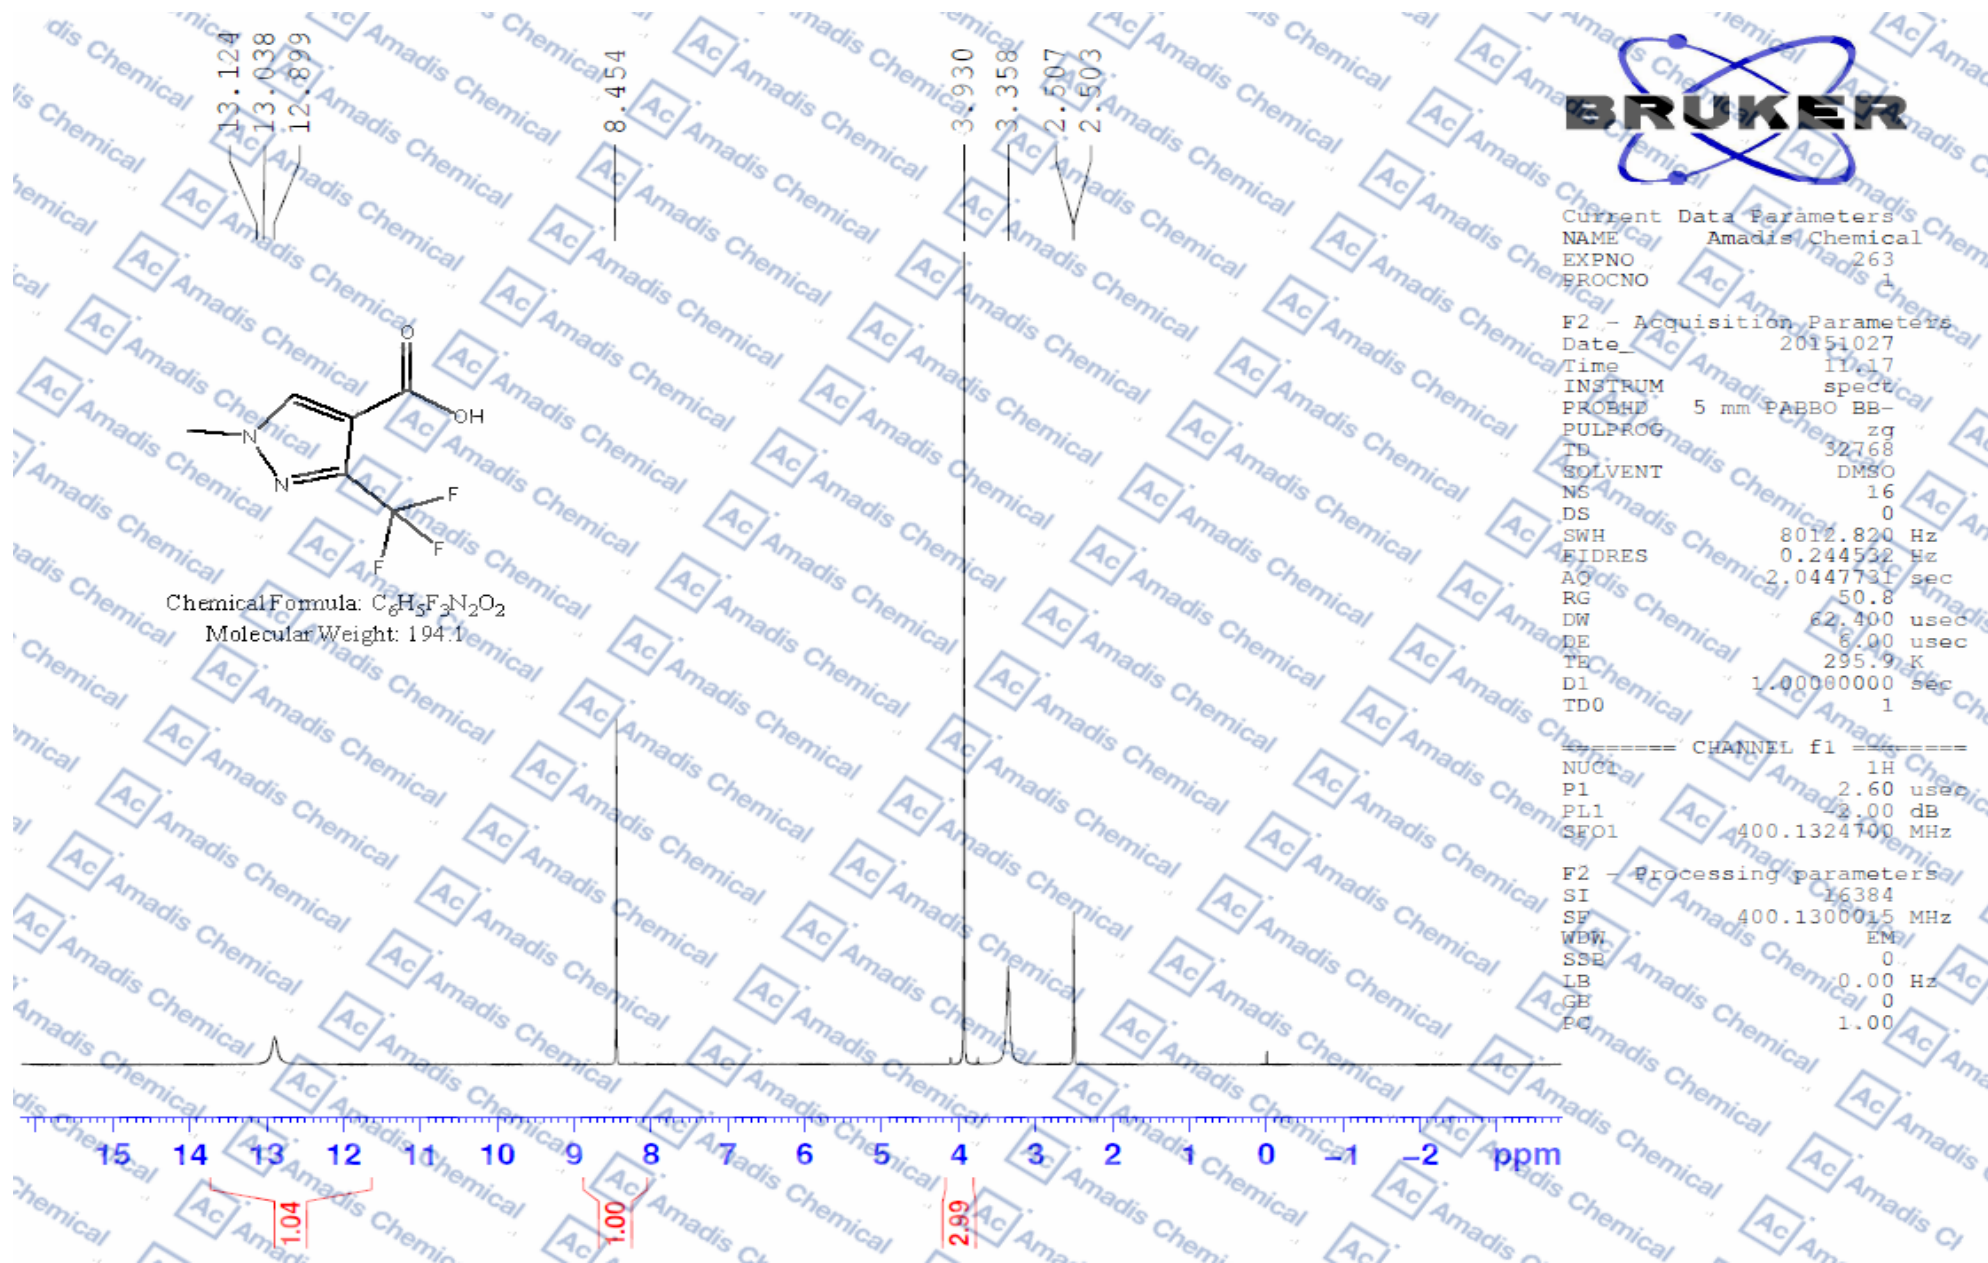 13.124
13.038
12.899
8.454
3.930
3.358
2.507
2.503
BRUKER
Current Data Parameters
NAME Amadis Chemical
EXPNO 263
PROCNO 1
F2 - Acquisition Parameters
Date_ 20151027
Time 11.17
INSTRUM spect
PROBHD 5 mm PABBO BB-
PULPROG zg
TD 32768
SOLVENT DMSO
NS 16
DS 0
SWH 8012.820 Hz
FIDRES 0.244532 Hz
AQ 2.0447731 sec
RG 50.8
DW 62.400 usec
DE 6.00 usec
TE 295.9 K
D1 1.00000000 sec
TD0 1
======== CHANNEL f1 ========
NUC1 1H
P1 2.60 usec
PL1 dB
SFO1 400.1324700 MHz
F2 - Processing parameters
SI 16384
SF 400.1300015 MHz
WDW EM
SSB 0
LB 0.00 Hz
GB 0
PC 1.00
O
OH
N
N
F
F
F
Chemical Formula: C6H5F3N2O2
Molecular Weight: 194.1
15 14 13 12 11 10 9 8 7 6 5 4 3 2 1 0 -1 -2 ppm
1.04
1.00
2.99
Ac Amadis Chemical